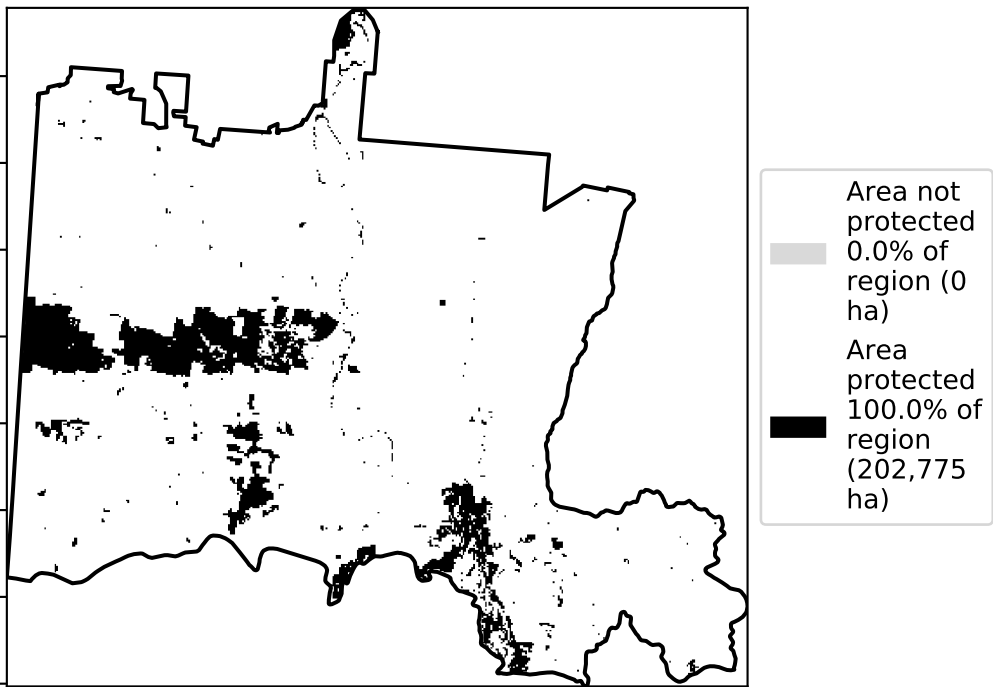 Area not
protected
0.0% of
region (0
ha)
Area
protected
100.0% of
region
(202,775
ha)